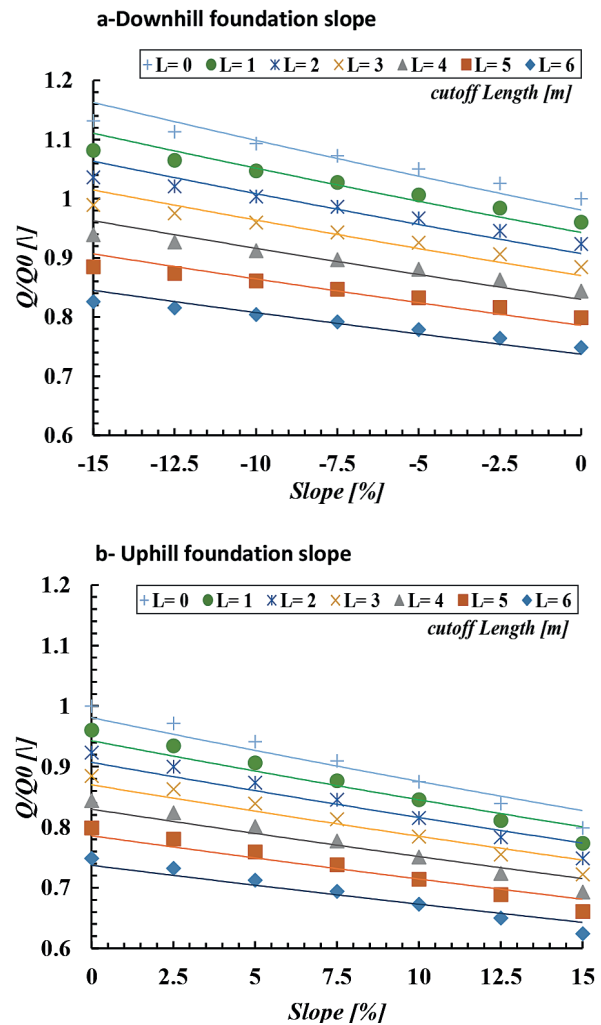 a-Downhill foundation slope
L= 0 L= 1 L= 2 L= 3 L= 4 L= 5 L= 6
cutoff Length [m]
1.2
1.1
1
0.9
0.8
0.7
0.6
Q/Q0 [\]
-15 -12.5 -10 -7.5 -5 -2.5 0
Slope [%]
b- Uphill foundation slope
L= 0 L= 1 L= 2 L= 3 L= 4 L= 5 L= 6
cutoff Length [m]
1.2
1.1
1
0.9
0.8
0.7
0.6
Q/Q0 [\]
0 2.5 5 7.5 10 12.5 15
Slope [%]